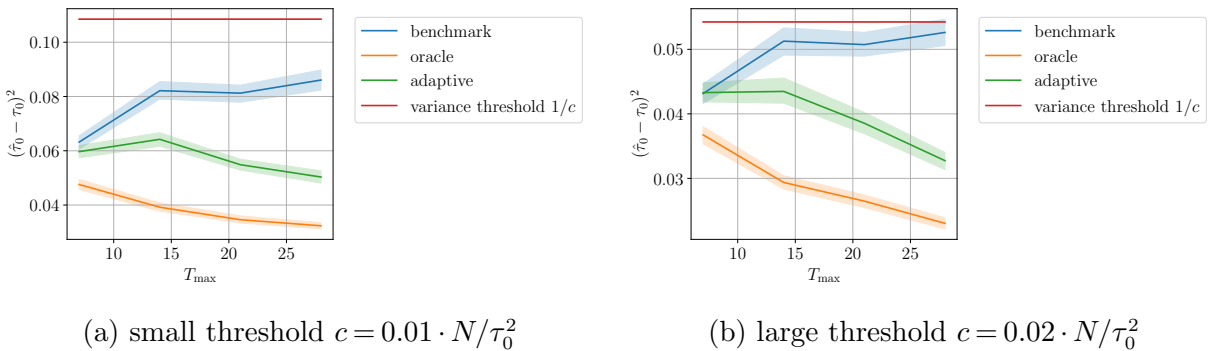 0.10
0.08
0.06
0.04
(τ̂₀ − τ₀)²
10 15 20 25
T_max
benchmark
oracle
adaptive
variance threshold 1/c
(a) small threshold c = 0.01 · N/τ₀²
0.05
0.04
0.03
(τ̂₀ − τ₀)²
10 15 20 25
T_max
benchmark
oracle
adaptive
variance threshold 1/c
(b) large threshold c = 0.02 · N/τ₀²